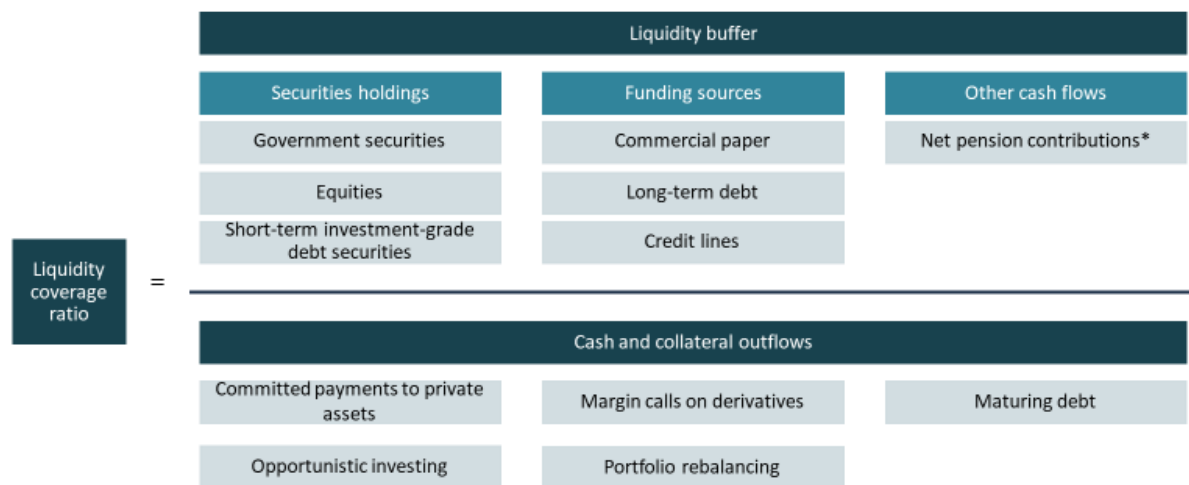 Liquidity buffer
Securities holdings
Funding sources
Other cash flows
Government securities
Commercial paper
Net pension contributions*
Equities
Long-term debt
Short-term investment-grade
debt securities
Credit lines
Liquidity
coverage
ratio
=
Cash and collateral outflows
Committed payments to private
assets
Margin calls on derivatives
Maturing debt
Opportunistic investing
Portfolio rebalancing